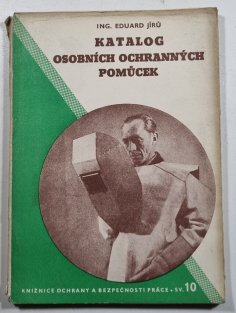 ING. EDUARD JÍRŮ
KATALOG
OSOBNÍCH OCHRANNÝCH
POMŮCEK
KNIŽNICE OCHRANY A BEZPEČNOSTI PRÁCE • SV. 10